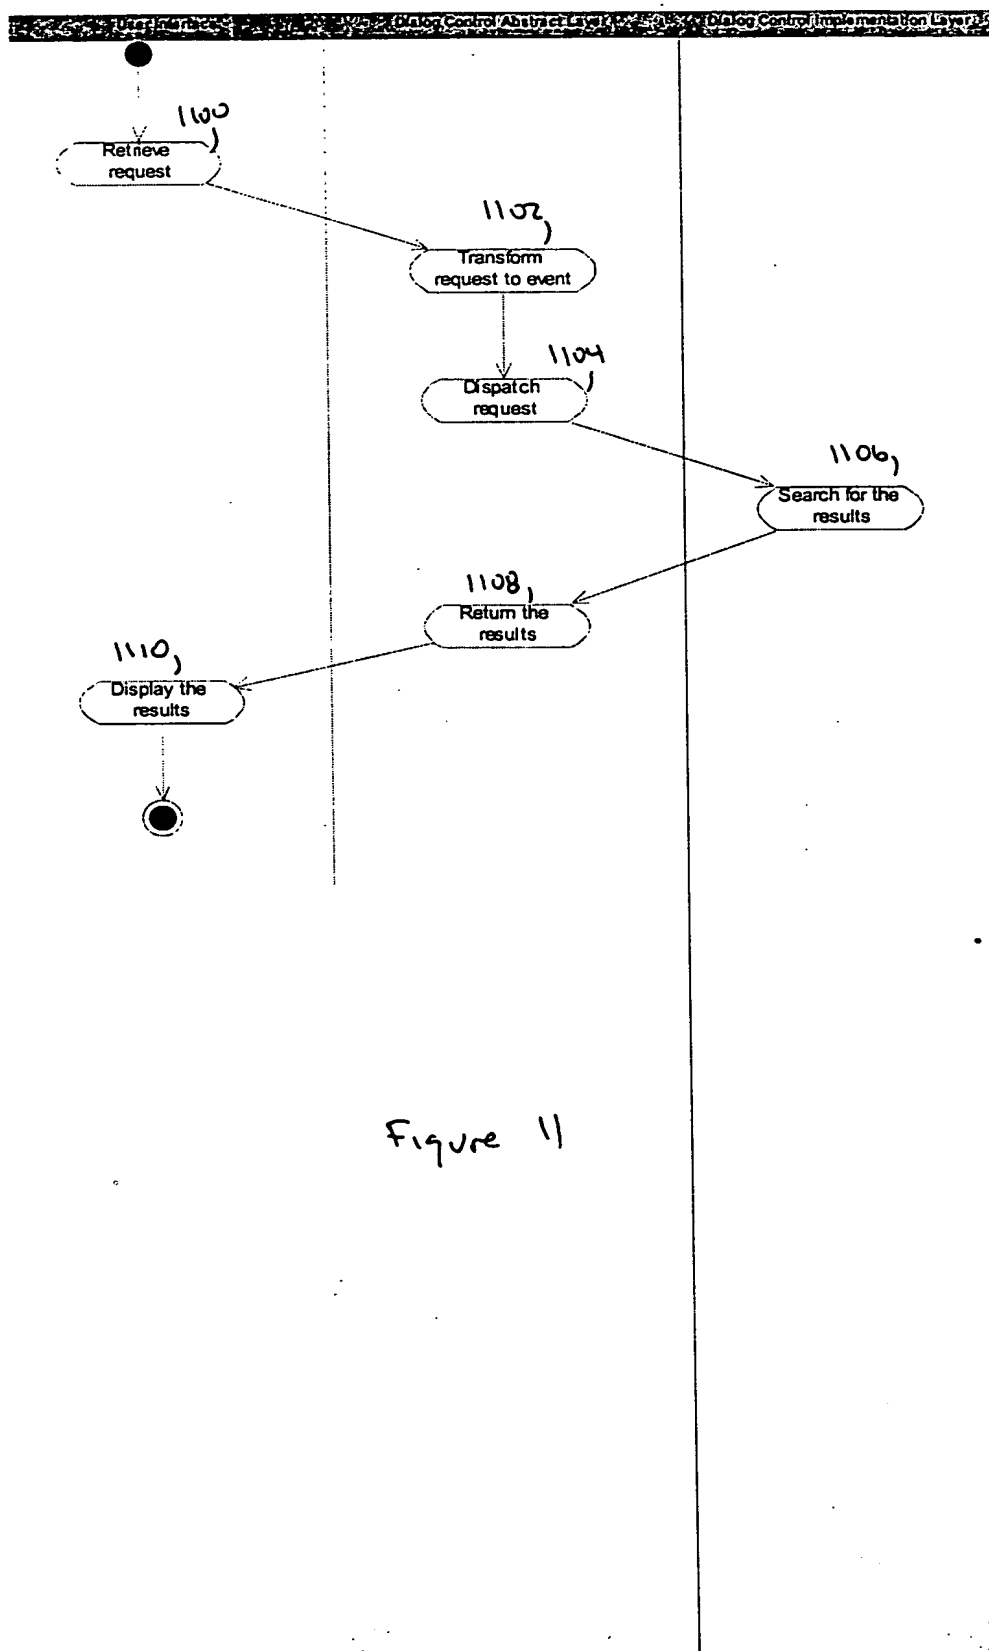 User Interface
Dialog Control Abstract Layer
Dialog Control Implementation Layer
1100
Retrieve
request
1102
Transform
request to event
1104
Dispatch
request
1106
Search for the
results
1108
Return the
results
1110
Display the
results
Figure 11